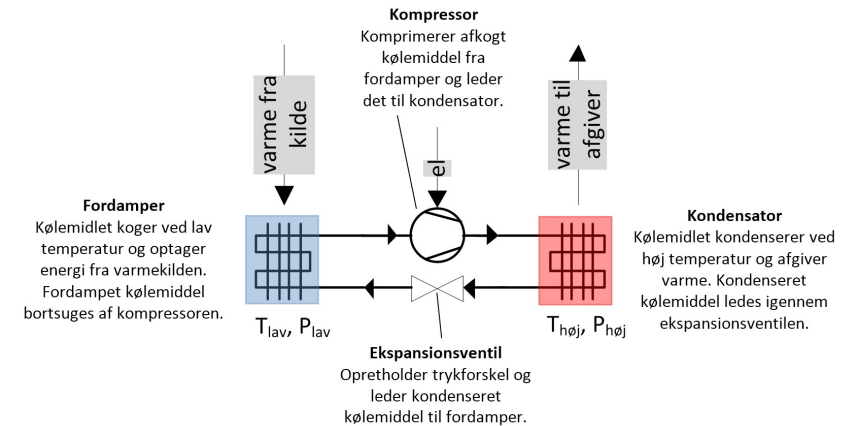 Kompressor
Komprimerer afkogt
kølemiddel fra
fordamper og leder
det til kondensator.
varme fra
kilde
el
varme til
afgiver
Fordamper
Kølemidlet koger ved lav
temperatur og optager
energi fra varmekilden.
Fordampet kølemiddel
bortsuges af kompressoren.
Kondensator
Kølemidlet kondenserer ved
høj temperatur og afgiver
varme. Kondenseret
kølemiddel ledes igennem
ekspansionsventilen.
Tlav, Plav
Thøj, Phøj
Ekspansionsventil
Opretholder trykforskel og
leder kondenseret
kølemiddel til fordamper.